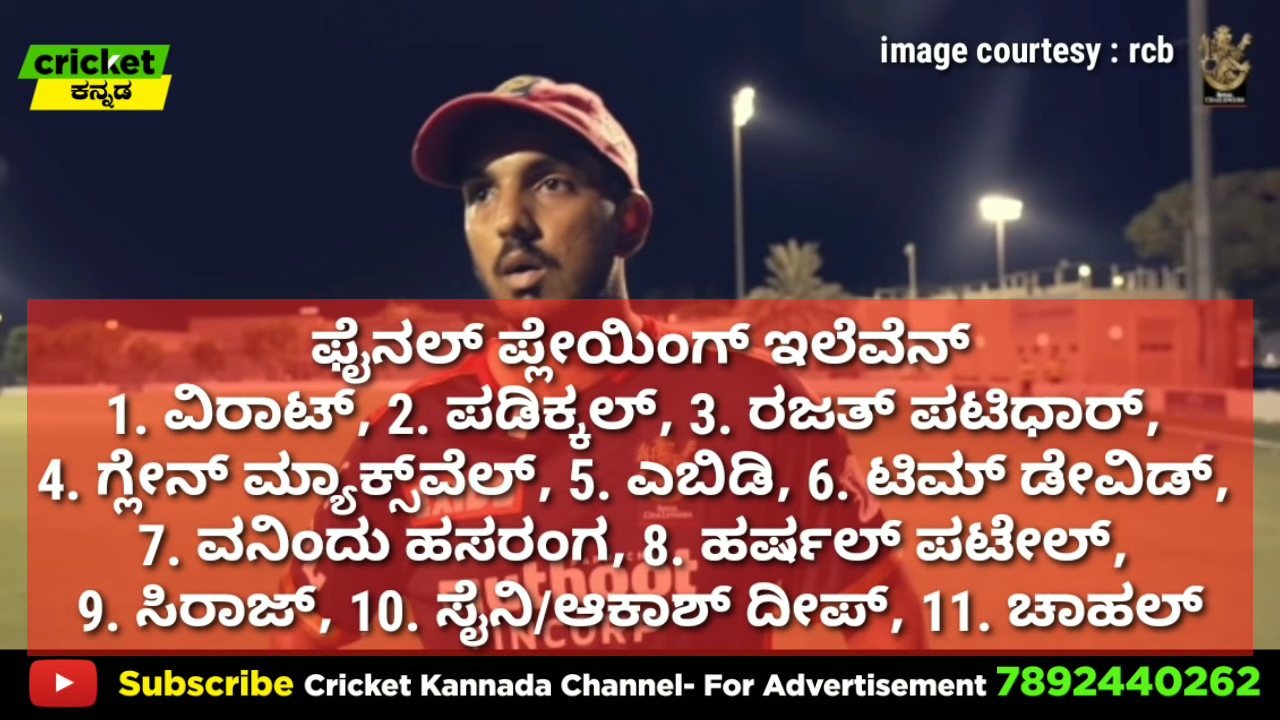 cricket
ಕನ್ನಡ
image courtesy : rcb
ಫೈನಲ್ ಪ್ಲೇಯಿಂಗ್ ಇಲೆವೆನ್
1. ವಿರಾಟ್, 2. ಪಡಿಕ್ಕಲ್, 3. ರಜತ್ ಪಟಿಧಾರ್,
4. ಗ್ಲೇನ್ ಮ್ಯಾಕ್ಸ್‌ವೆಲ್, 5. ಎಬಿಡಿ, 6. ಟಿಮ್ ಡೇವಿಡ್,
7. ವನಿಂದು ಹಸರಂಗ, 8. ಹರ್ಷಲ್ ಪಟೇಲ್,
9. ಸಿರಾಜ್, 10. ಸೈನಿ/ಆಕಾಶ್ ದೀಪ್, 11. ಚಾಹಲ್
Subscribe Cricket Kannada Channel- For Advertisement 7892440262